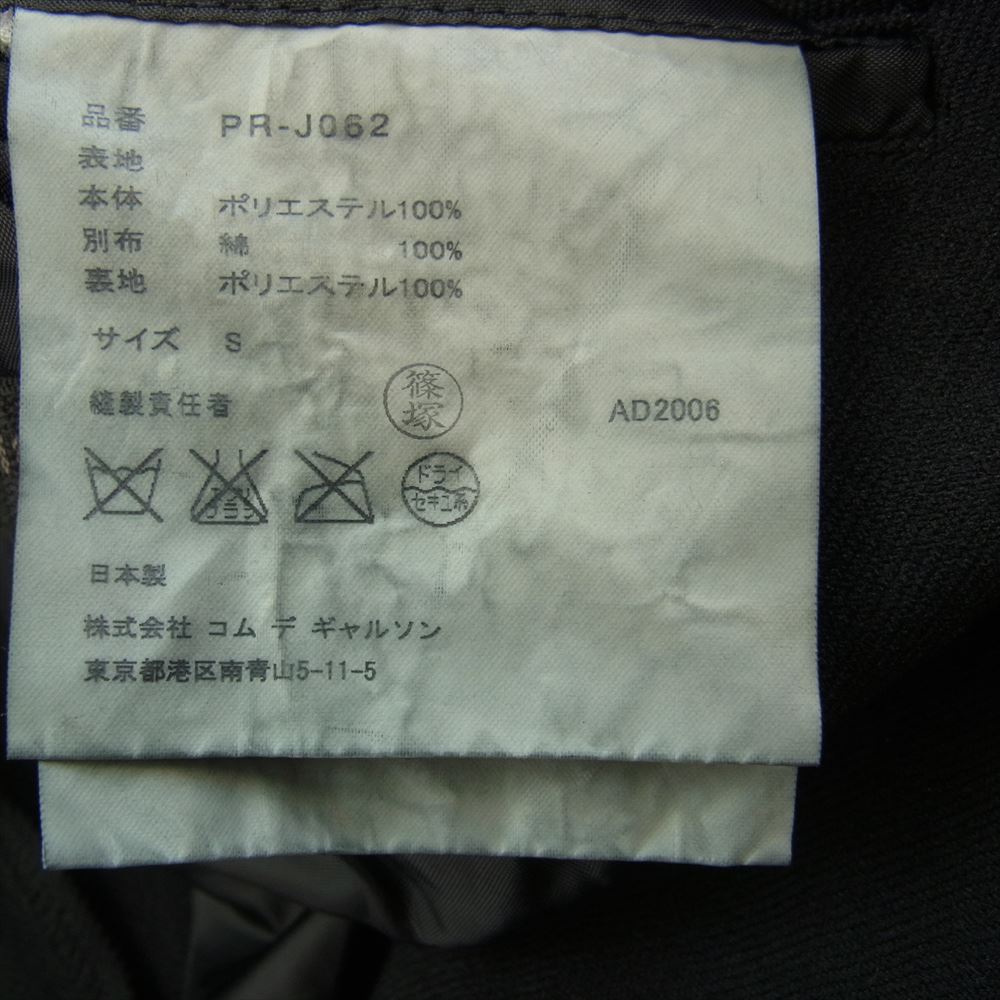 品番 PR-J062
表地
本体 ポリエステル100%
別布 綿 100%
裏地 ポリエステル100%
サイズ S
縫製責任者 篠塚 AD2006
ドライ セキユ系
日本製
株式会社 コム デ ギャルソン
東京都港区南青山5-11-5